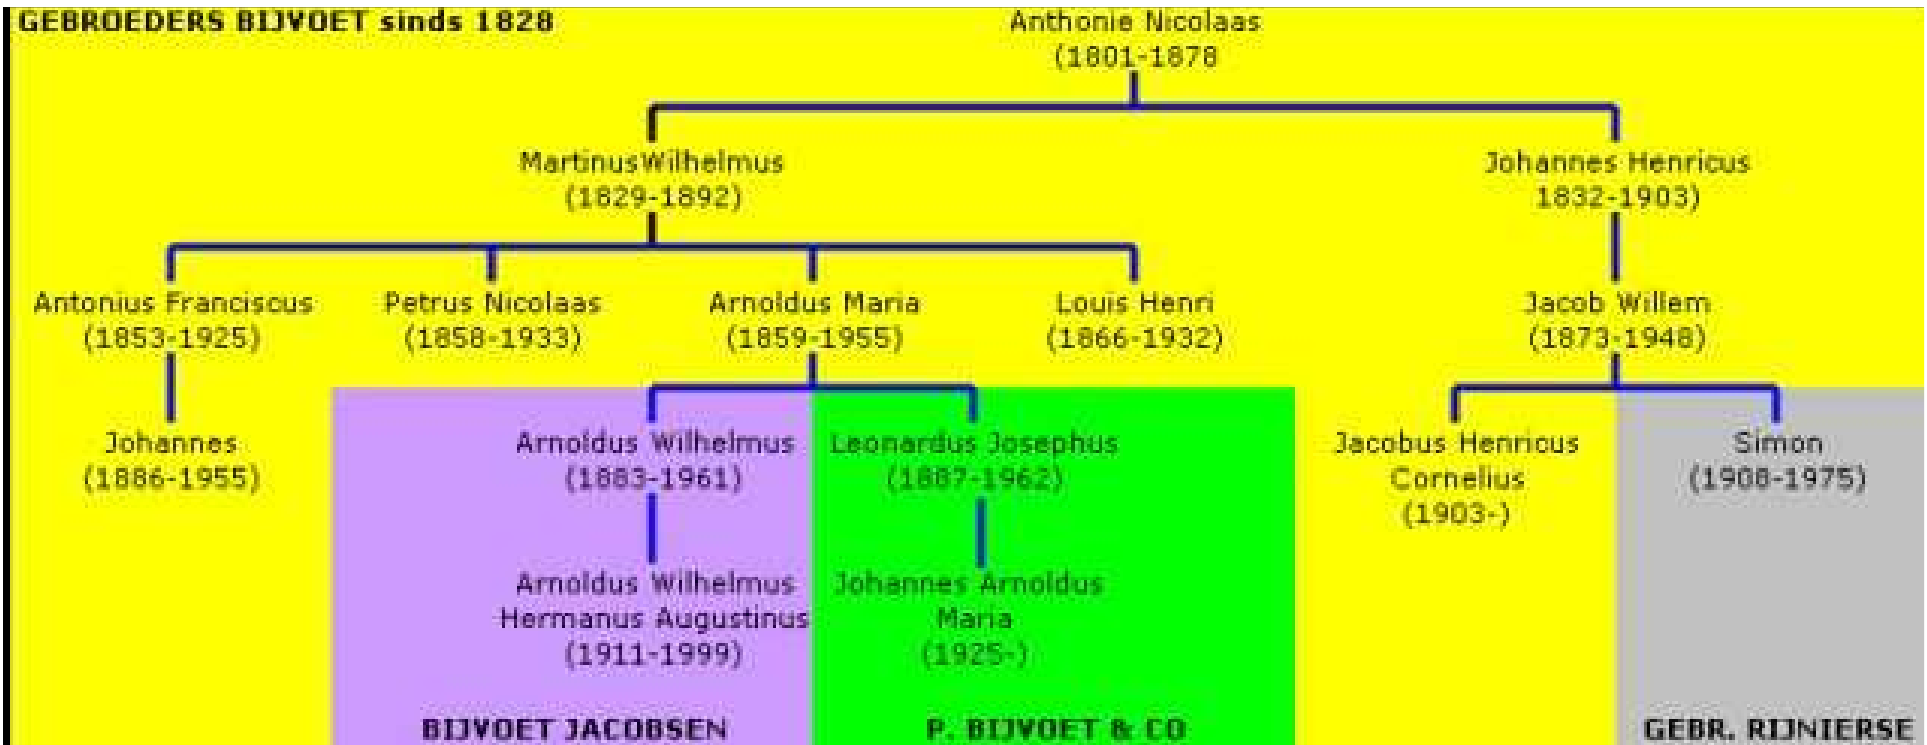 GEBROEDERS BIJVOET sinds 1828
Anthonie Nicolaas
(1801-1878
MartinusWilhelmus
(1829-1892)
Johannes Henricus
1832-1903)
Antonius Franciscus
(1853-1925)
Petrus Nicolaas
(1858-1933)
Arnoldus Maria
(1859-1955)
Louis Henri
(1866-1932)
Jacob Willem
(1873-1948)
Johannes
(1886-1955)
Arnoldus Wilhelmus
(1883-1961)
Leonardus Josephus
(1887-1962)
Jacobus Henricus
Cornelius
(1903-)
Simon
(1908-1975)
Arnoldus Wilhelmus
Hermanus Augustinus
(1911-1999)
Johannes Arnoldus
Maria
(1925-)
BIJVOET JACOBSEN
P. BIJVOET & CO
GEBR. RIJNIERSE